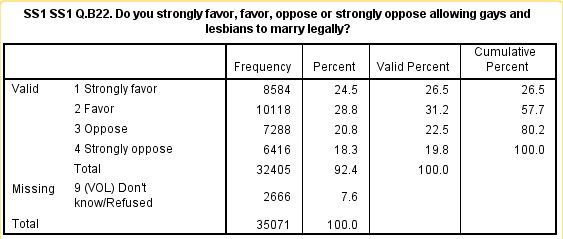 SS1 SS1 Q.B22. Do you strongly favor, favor, oppose or strongly oppose allowing gays and
lesbians to marry legally?
Frequency Percent Valid Percent Cumulative Percent
Valid 1 Strongly favor 8584 24.5 26.5 26.5
2 Favor 10118 28.8 31.2 57.7
3 Oppose 7288 20.8 22.5 80.2
4 Strongly oppose 6416 18.3 19.8 100.0
Total 32405 92.4 100.0
Missing 9 (VOL) Don't know/Refused 2666 7.6
Total 35071 100.0